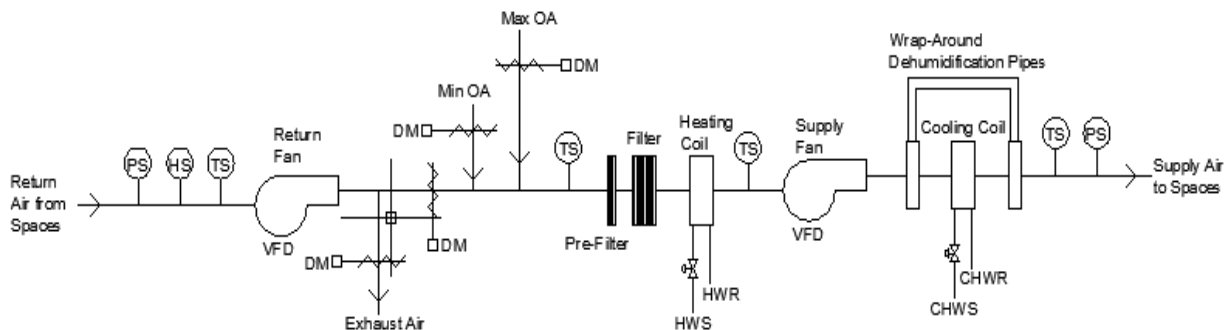 Max OA
DM
Min OA
DM
Wrap-Around
Dehumidification Pipes
Return
Fan
TS
Filter
Heating
Coil
TS
Supply
Fan
Cooling Coil
TS
PS
PS
HS
TS
Return
Air from
Spaces
Supply Air
to Spaces
VFD
DM
DM
Pre-Filter
VFD
Exhaust Air
HWS
HWR
CHWS
CHWR